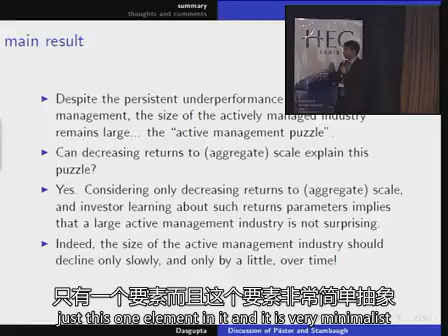 summary
thoughts and comments
main result
HEC
PARIS
Despite the persistent underperformance
management, the size of the actively managed industry
remains large... the "active management puzzle".
Can decreasing returns to (aggregate) scale explain this
puzzle?
Yes. Considering only decreasing returns to (aggregate) scale,
and investor learning about such returns parameters implies
that a large active management industry is not surprising.
Indeed, the size of the active management industry should
decline only slowly, and only by a little, over time!
只有一个要素而且这个要素非常简单抽象
just this one element in it and it is very minimalist
Dasgupta
Discussion of Pástor and Stambaugh